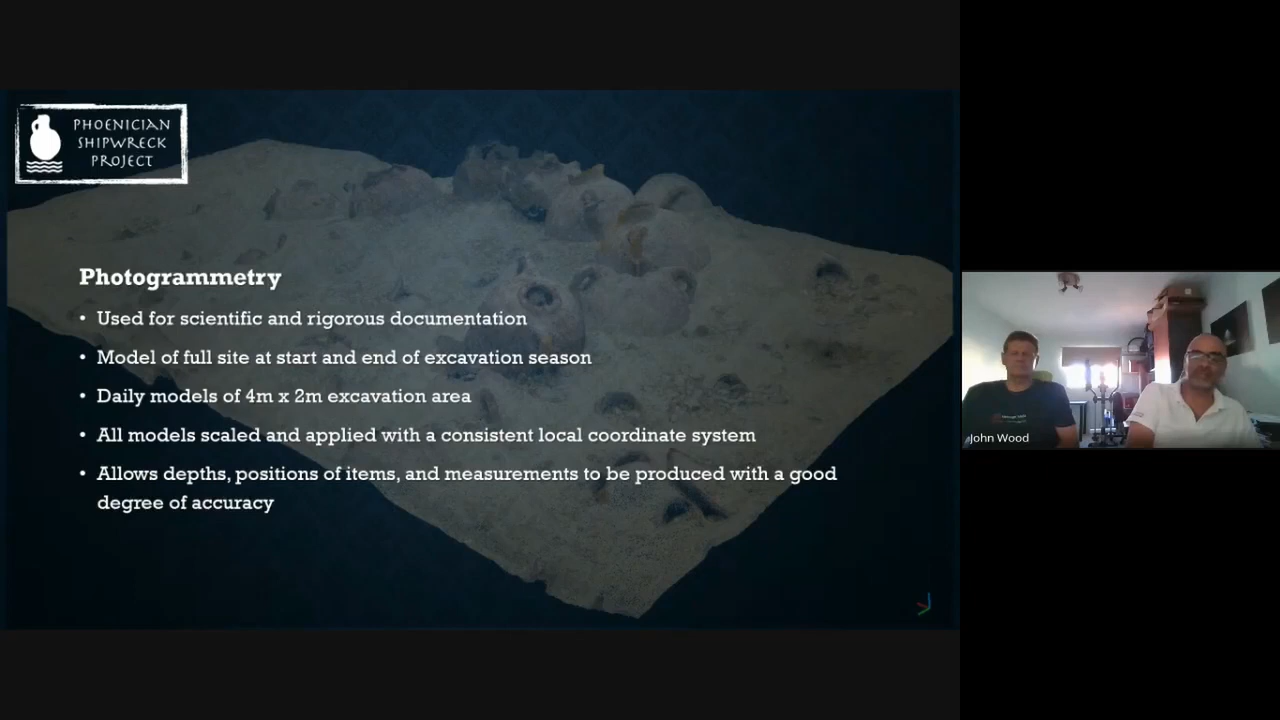 PHOENICIAN
SHIPWRECK
PROJECT
Photogrammetry
• Used for scientific and rigorous documentation
• Model of full site at start and end of excavation season
• Daily models of 4m x 2m excavation area
• All models scaled and applied with a consistent local coordinate system
• Allows depths, positions of items, and measurements to be produced with a good
degree of accuracy
John Wood